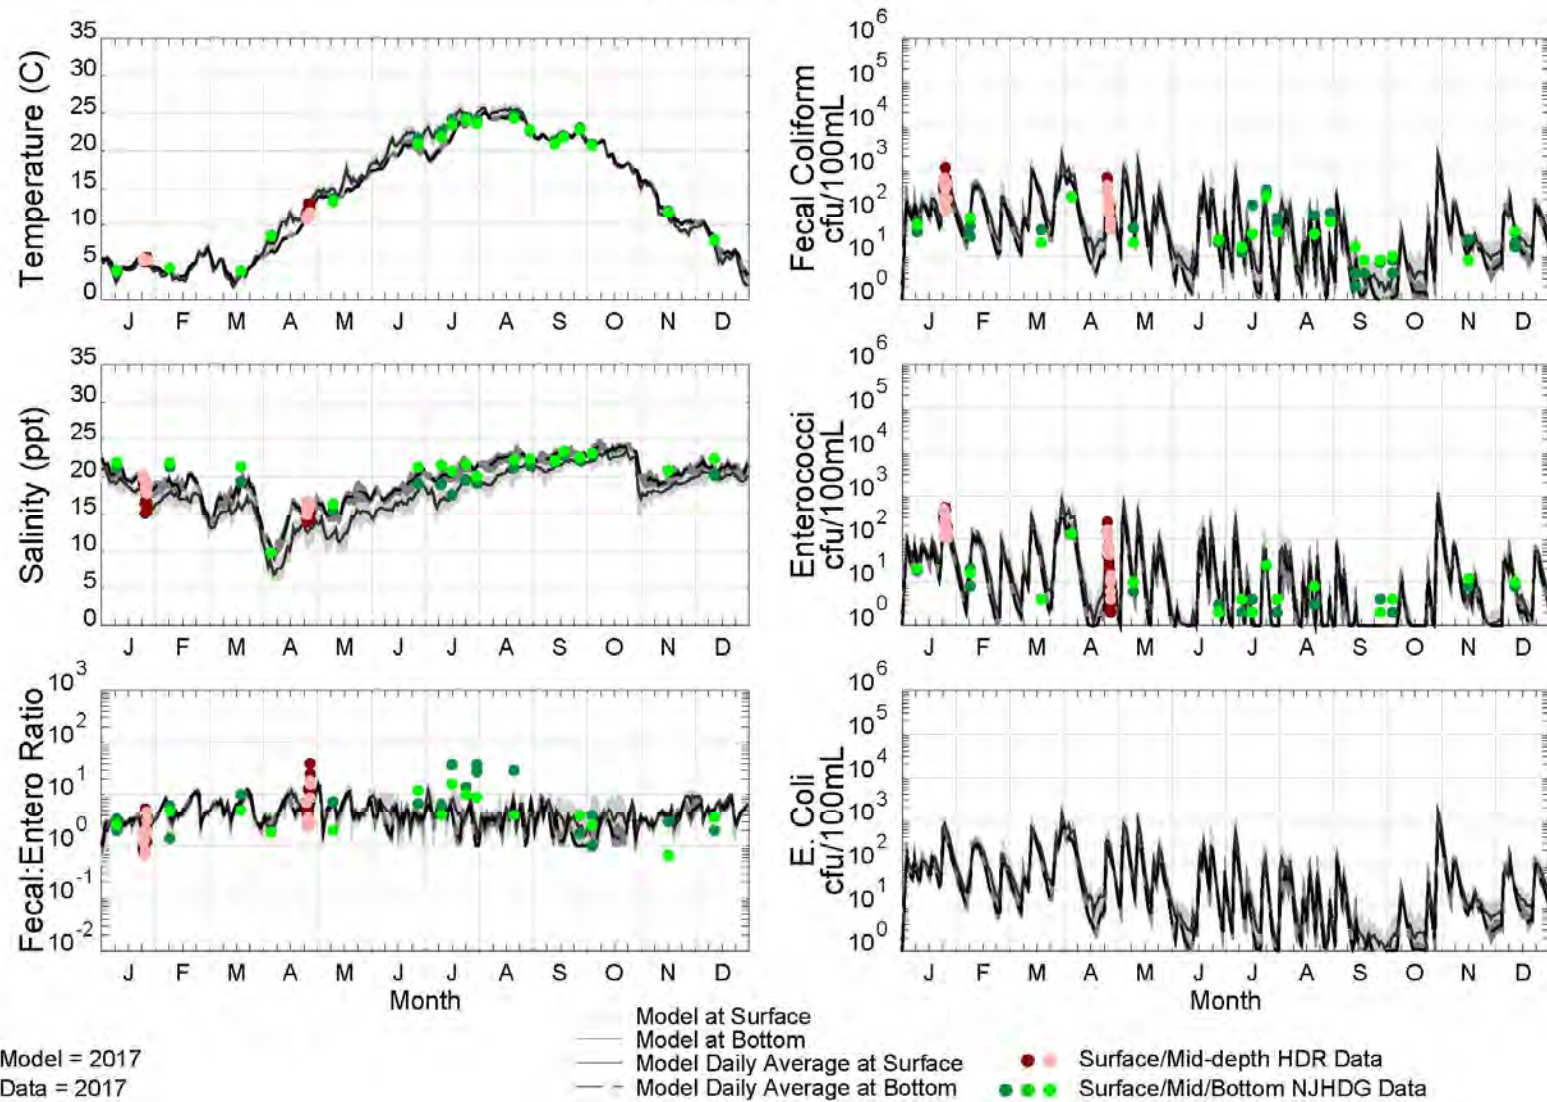 Temperature (C)
35
30
25
20
15
10
5
0
J F M A M J J A S O N D
Fecal Coliform
cfu/100mL
10^6
10^5
10^4
10^3
10^2
10^1
10^0
J F M A M J J A S O N D
Salinity (ppt)
35
30
25
20
15
10
5
0
J F M A M J J A S O N D
Enterococci
cfu/100mL
10^6
10^5
10^4
10^3
10^2
10^1
10^0
J F M A M J J A S O N D
Fecal:Entero Ratio
10^3
10^2
10^1
10^0
10^-1
10^-2
J F M A M J J A S O N D
Month
E. Coli
cfu/100mL
10^6
10^5
10^4
10^3
10^2
10^1
10^0
J F M A M J J A S O N D
Month
Model = 2017
Data = 2017
Model at Surface
Model at Bottom
Model Daily Average at Surface
Model Daily Average at Bottom
Surface/Mid-depth HDR Data
Surface/Mid/Bottom NJHDG Data